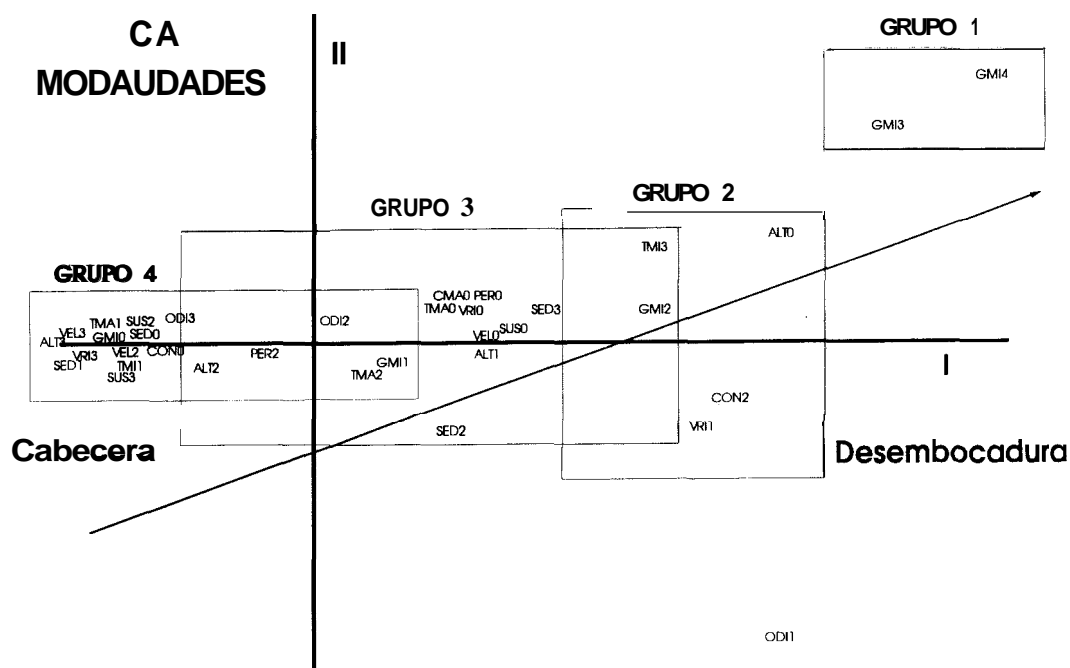 CA
MODAUDADES
II
GRUPO 1
GMI4
GMI3
GRUPO 2
GRUPO 3
ALT0
TMI3
GRUPO 4
CMA0 PER0
TMA0 VRI0
SED3
GMI2
ODI3
ODI2
TMA1 SUS2
VEL3
GMI0 SED0
SUS0
VEL0
VRI3 VEL2 CON0
PER2
ALT1
SED1
TMI1
ALT2
GMI1
TMA2
SUS3
I
CON2
VRI1
SED2
Cabecera
Desembocadura
ODI1